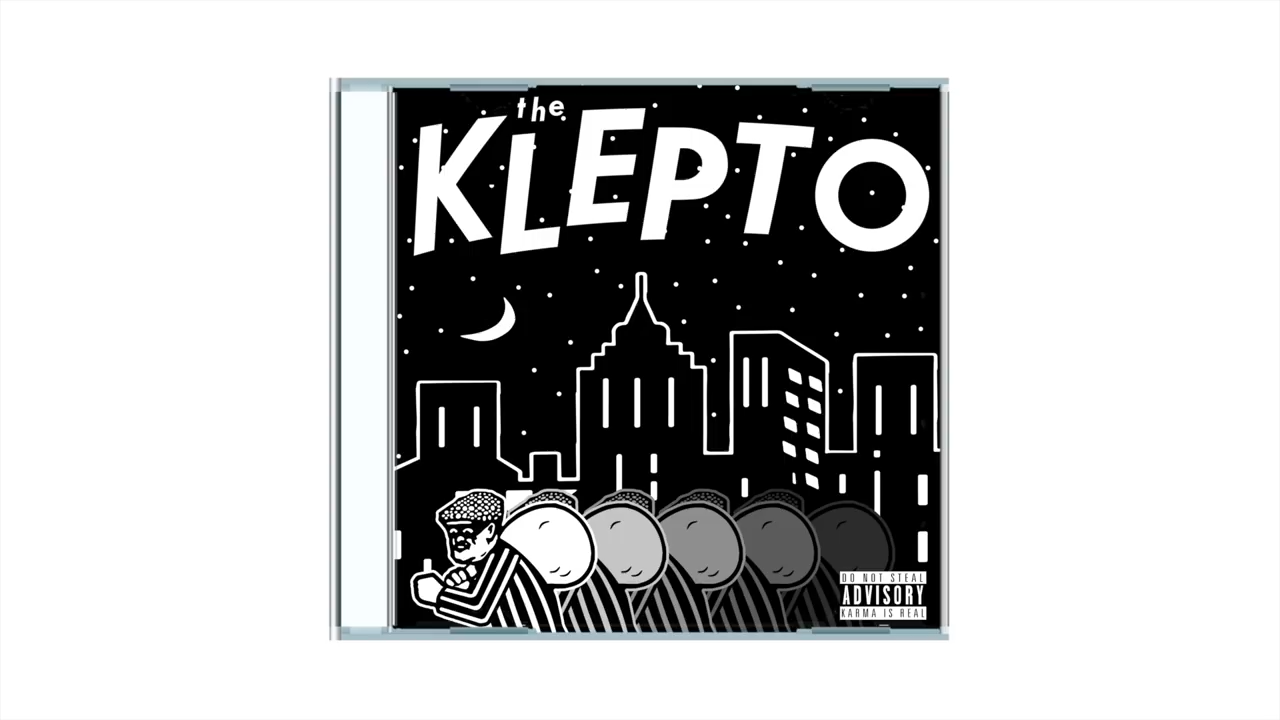 the
KLEPTO
DO NOT STEAL
ADVISORY
KARMA IS REAL